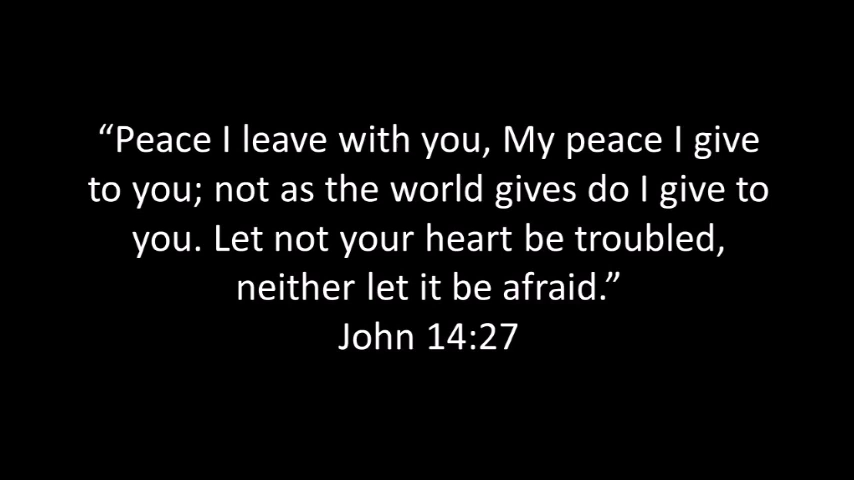 “Peace I leave with you, My peace I give
to you; not as the world gives do I give to
you. Let not your heart be troubled,
neither let it be afraid.”
John 14:27